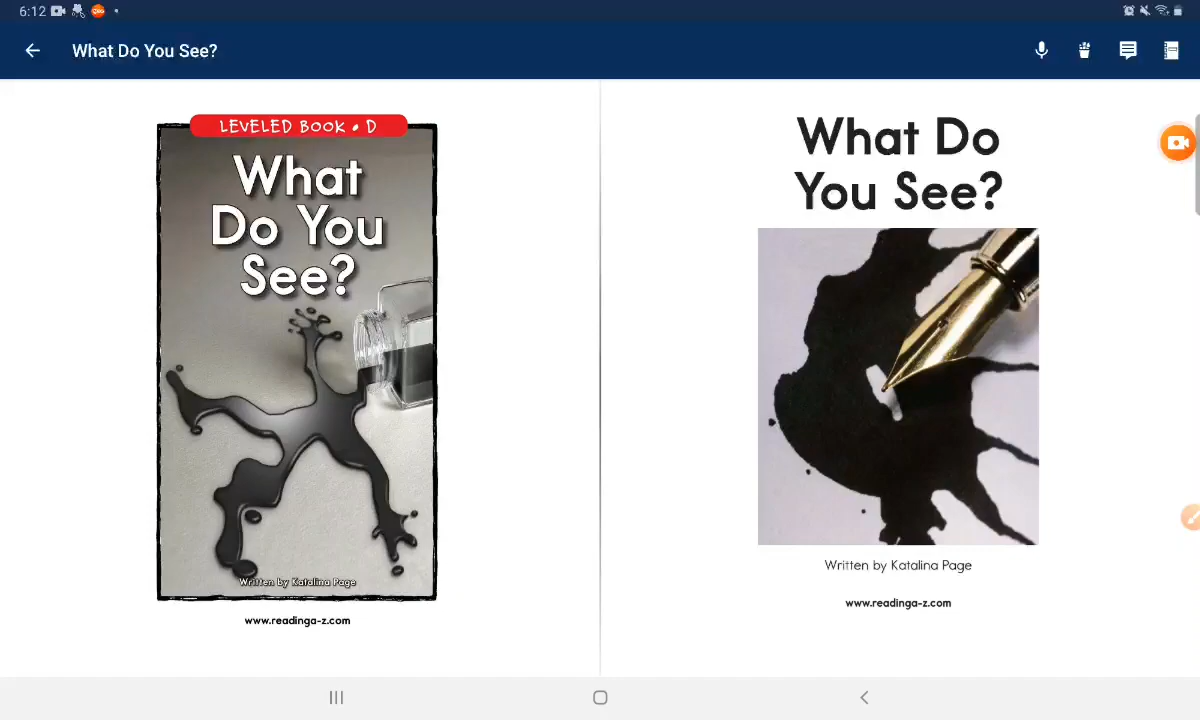 6:12
What Do You See?
LEVELED BOOK • D
What
Do You
See?
Written by Katalina Page
www.readinga-z.com
What Do
You See?
Written by Katalina Page
www.readinga-z.com